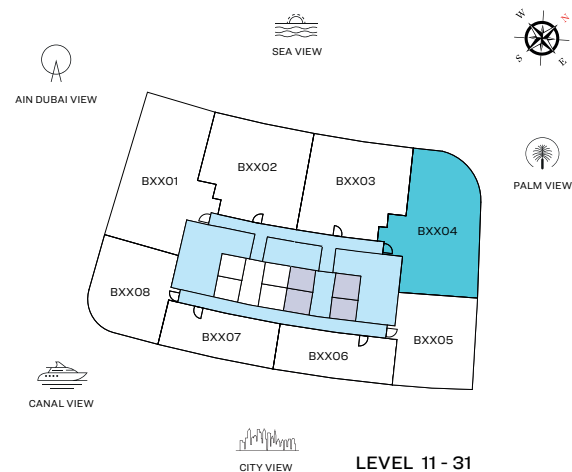 W
N
S
E
SEA VIEW
AIN DUBAI VIEW
PALM VIEW
BXX01
BXX02
BXX03
BXX04
BXX08
BXX07
BXX06
BXX05
CANAL VIEW
CITY VIEW
LEVEL 11 - 31